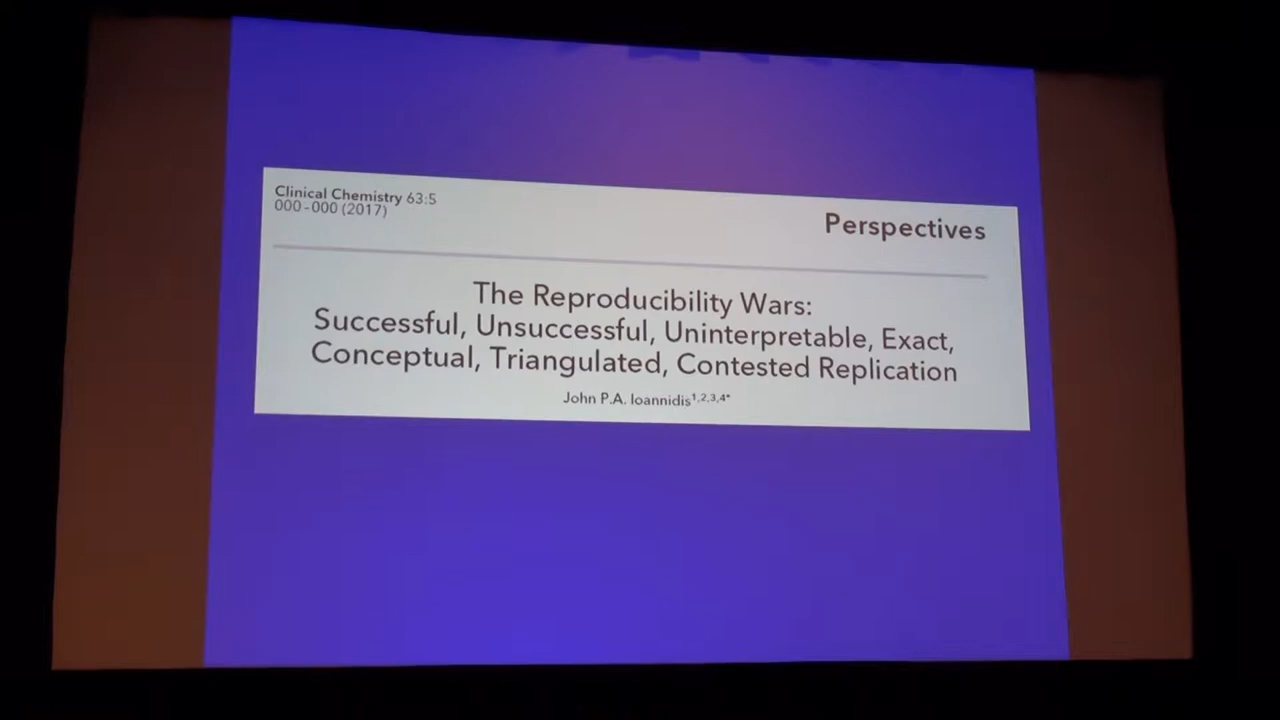 Clinical Chemistry 63:5
000–000 (2017)
Perspectives
The Reproducibility Wars:
Successful, Unsuccessful, Uninterpretable, Exact,
Conceptual, Triangulated, Contested Replication
John P.A. Ioannidis1,2,3,4*